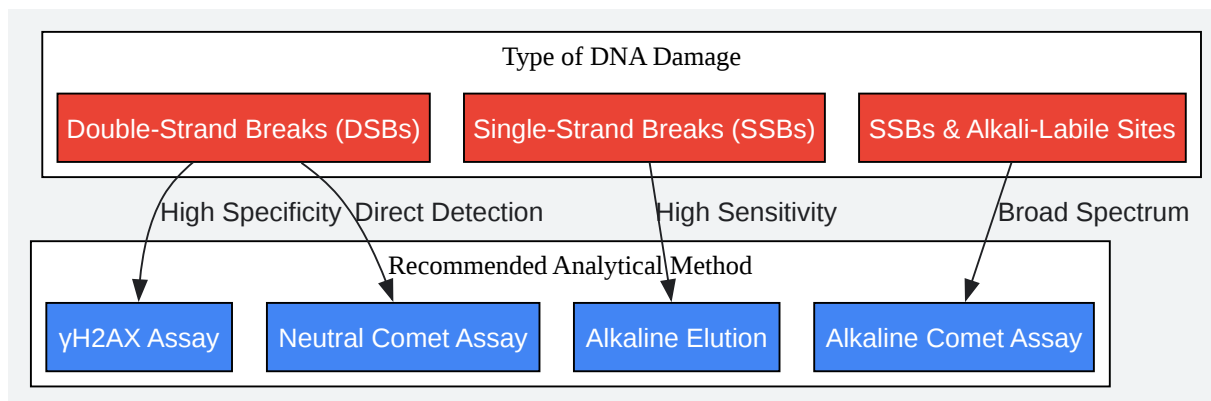 Type of DNA Damage
Double-Strand Breaks (DSBs)
Single-Strand Breaks (SSBs)
SSBs & Alkali-Labile Sites
High Specificity
Direct Detection
High Sensitivity
Broad Spectrum
Recommended Analytical Method
γH2AX Assay
Neutral Comet Assay
Alkaline Elution
Alkaline Comet Assay